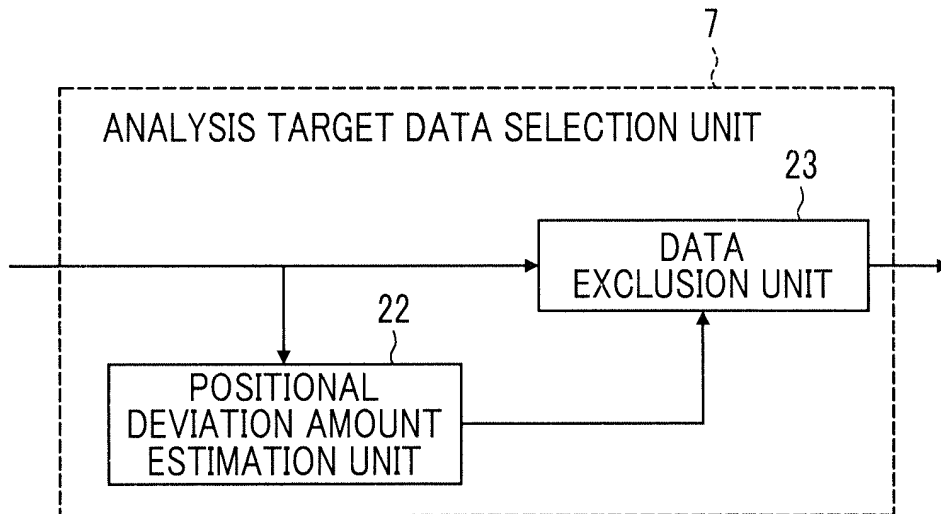 7
ANALYSIS TARGET DATA SELECTION UNIT
23
DATA
EXCLUSION UNIT
22
POSITIONAL
DEVIATION AMOUNT
ESTIMATION UNIT